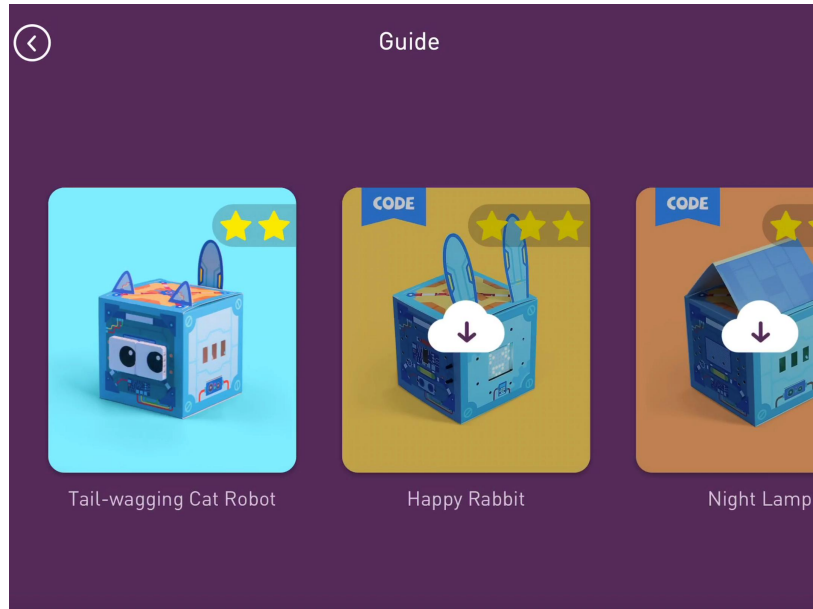 Guide
CODE
CODE
Tail-wagging Cat Robot
Happy Rabbit
Night Lamp